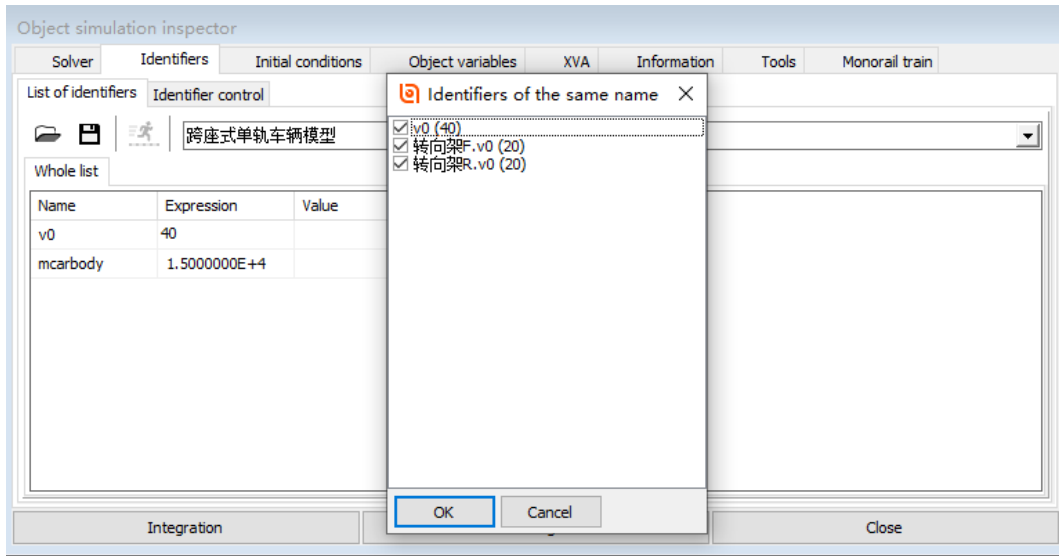 Object simulation inspector
Solver Identifiers Initial conditions Object variables XVA Information Tools Monorail train
List of identifiers Identifier control
跨座式单轨车辆模型
Whole list
Name Expression Value
v0 40
mcarbody 1.5000000E+4
Identifiers of the same name
v0 (40)
转向架F.v0 (20)
转向架R.v0 (20)
OK Cancel
Integration Close